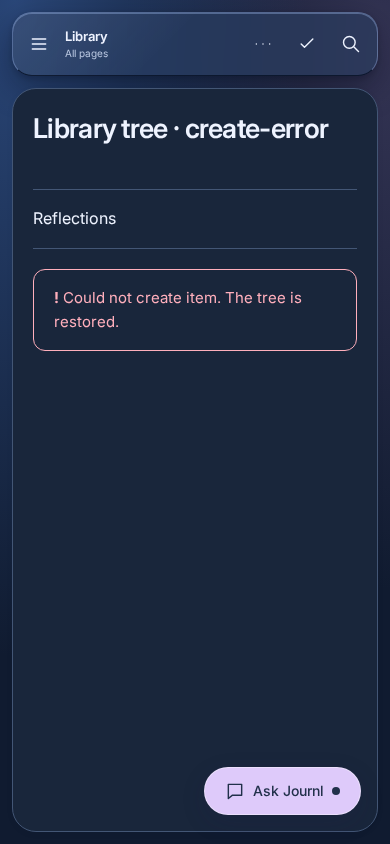 Library
All pages
...
Library tree · create-error
Reflections
! Could not create item. The tree is
restored.
Ask Journl